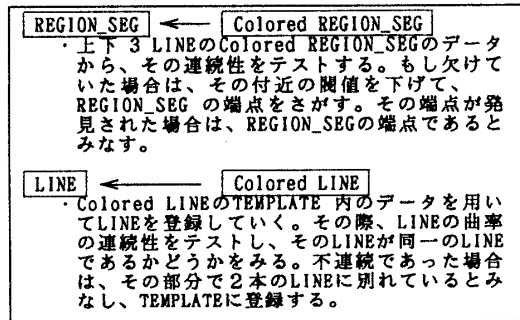 REGION_SEG ← Colored REGION_SEG
・上下 3 LINEのColored REGION_SEGのデータ
から、その連続性をテストする。もし欠けて
いた場合は、その付近の閾値を下げて、
REGION_SEG の端点をさがす。その端点が発
見された場合は、REGION_SEGの端点であると
みなす。
LINE ← Colored LINE
・Colored LINEのTEMPLATE 内のデータを用い
てLINEを登録していく。その際、LINEの曲率
の連続性をテストし、そのLINEが同一のLINE
であるかどうかをみる。不連続であった場合
は、その部分で２本のLINEに別れているとみ
なし、TEMPLATEに登録する。